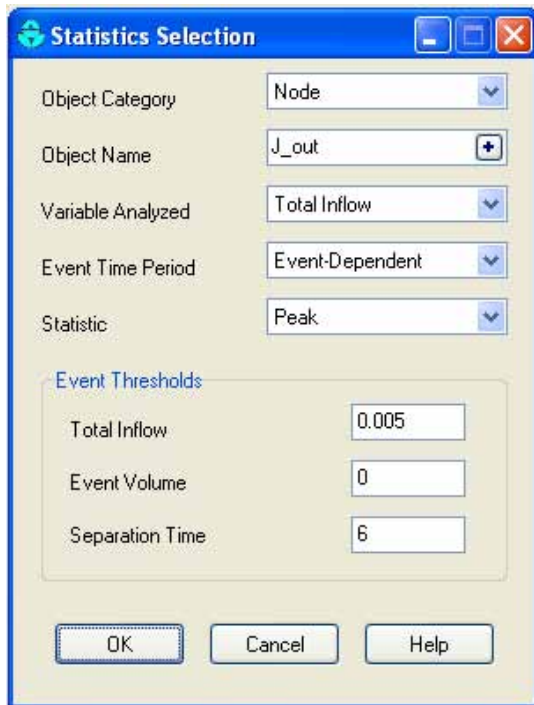 Statistics Selection
Object Category Node
Object Name J_out
Variable Analyzed Total Inflow
Event Time Period Event-Dependent
Statistic Peak
Event Thresholds
Total Inflow 0.005
Event Volume 0
Separation Time 6
OK Cancel Help